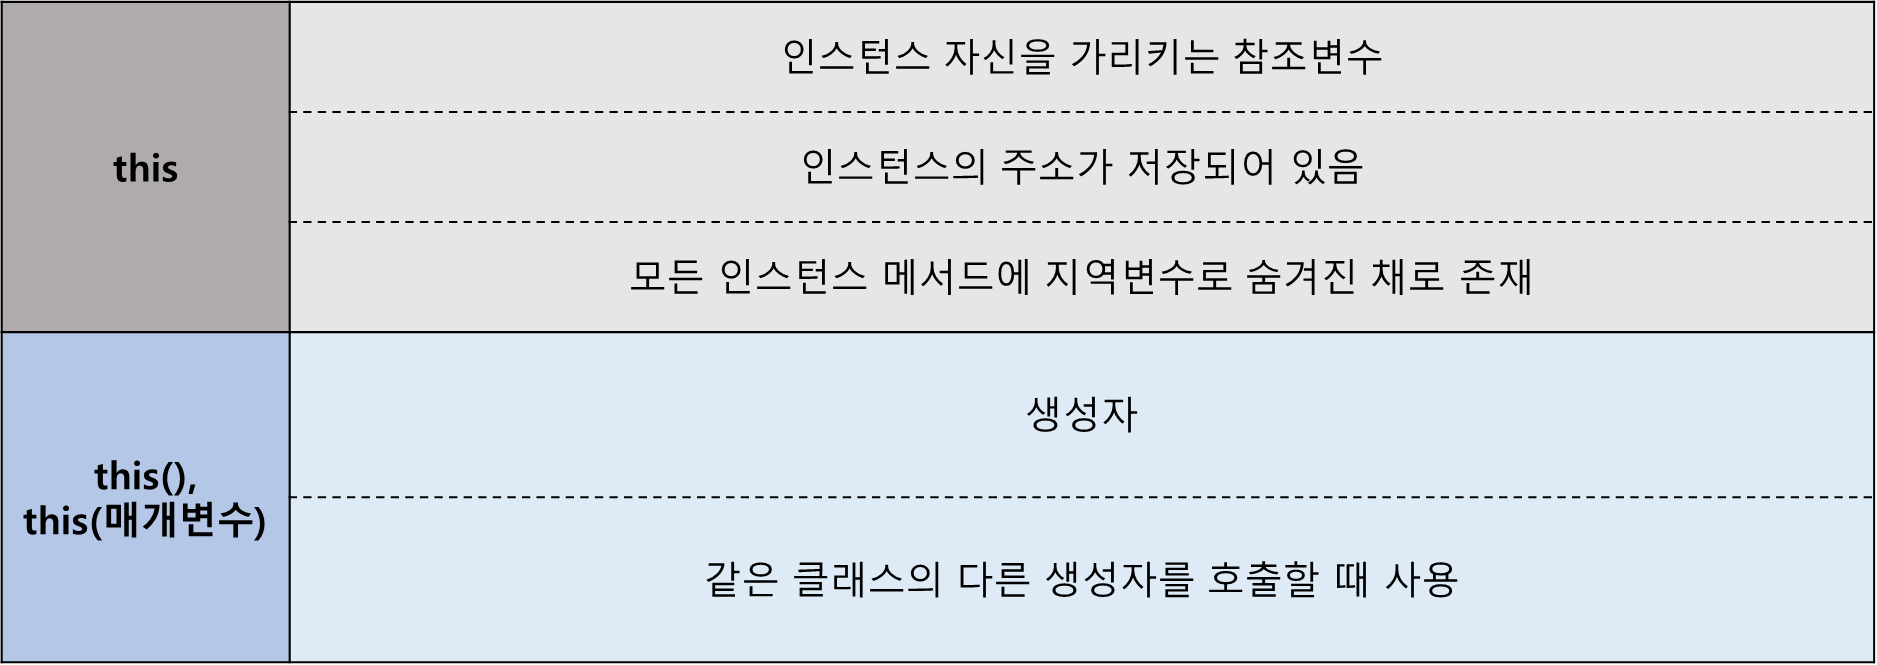 this
인스턴스 자신을 가리키는 참조변수
인스턴스의 주소가 저장되어 있음
모든 인스턴스 메서드에 지역변수로 숨겨진 채로 존재
this(),
this(매개변수)
생성자
같은 클래스의 다른 생성자를 호출할 때 사용